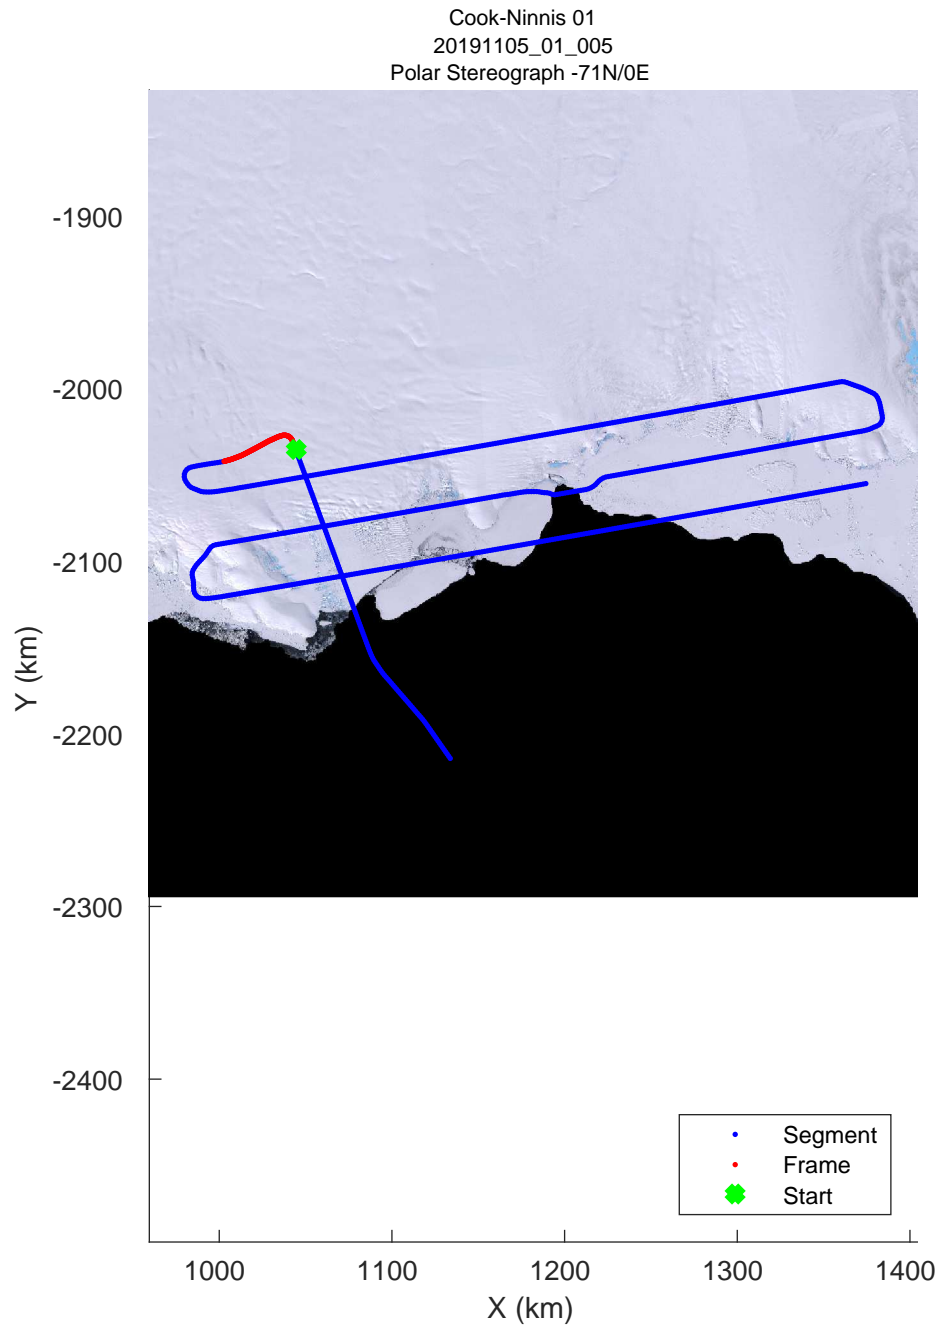 Cook-Ninnis 01
20191105_01_005
Polar Stereograph -71N/0E
-1900
-2000
-2100
-2200
-2300
-2400
Y (km)
Segment
Frame
Start
1000
1100
1200
1300
1400
X (km)